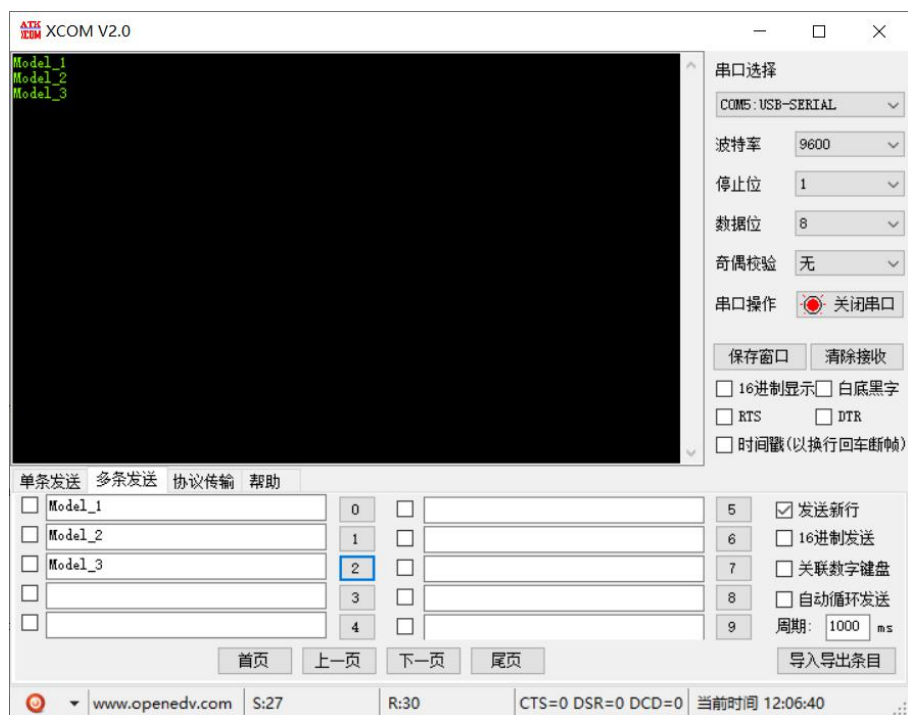 ATK XCOM XCOM V2.0
Model_1
Model_2
Model_3
串口选择
COM5:USB-SERIAL
波特率 9600
停止位 1
数据位 8
奇偶校验 无
串口操作 关闭串口
保存窗口 清除接收
16进制显示 白底黑字
RTS DTR
时间戳(以换行回车断帧)
单条发送 多条发送 协议传输 帮助
Model_1 0 5 发送新行
Model_2 1 6 16进制发送
Model_3 2 7 关联数字键盘
3 8 自动循环发送
4 9 周期: 1000 ms
首页 上一页 下一页 尾页 导入导出条目
www.openedv.com S:27 R:30 CTS=0 DSR=0 DCD=0 当前时间 12:06:40